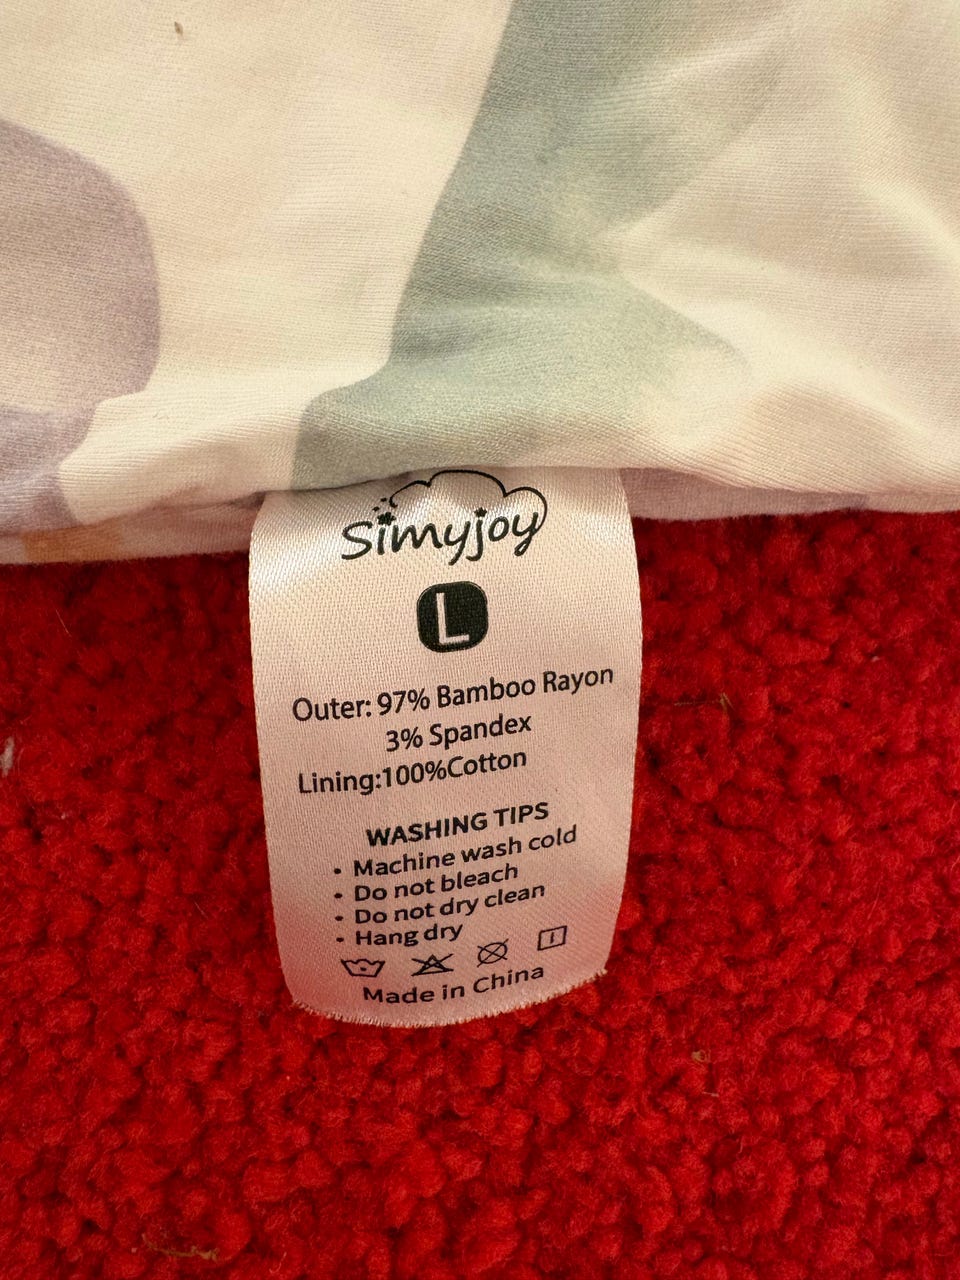 Simyjoy
L
Outer: 97% Bamboo Rayon
3% Spandex
Lining:100%Cotton
WASHING TIPS
• Machine wash cold
• Do not bleach
• Do not dry clean
• Hang dry
Made in China